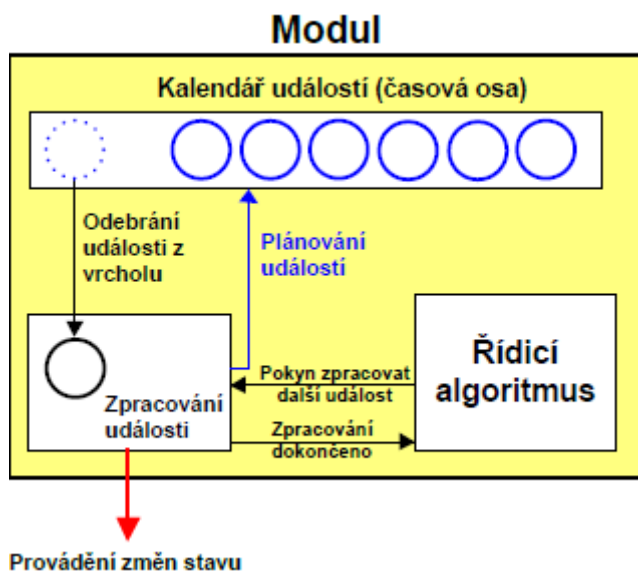 Modul
Kalendář událostí (časová osa)
Odebrání
události z
vrcholu
Plánování
událostí
Řídicí
algoritmus
Pokyn zpracovat
další událost
Zpracování
události
Zpracování
dokončeno
Provádění změn stavu